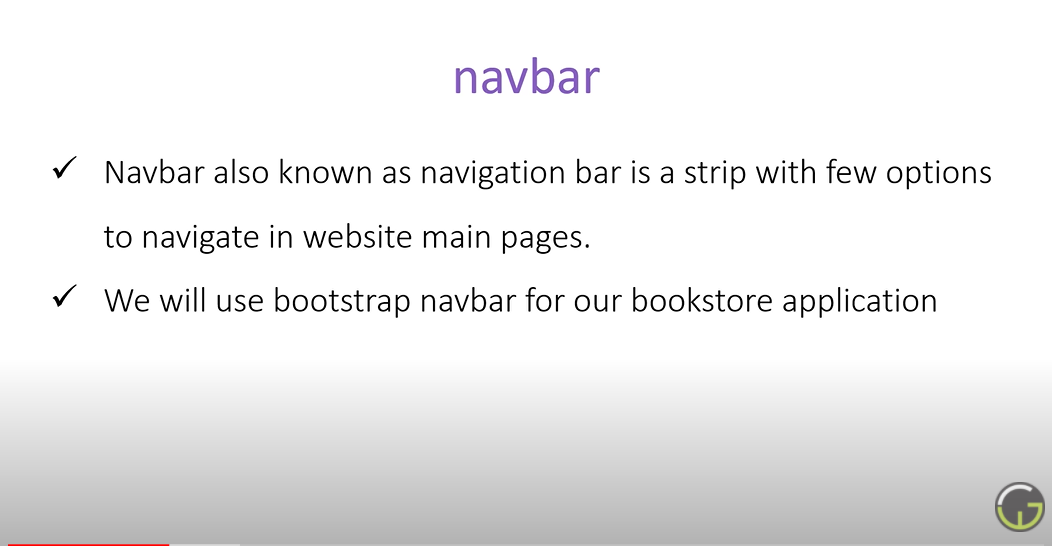 navbar
✓ Navbar also known as navigation bar is a strip with few options
to navigate in website main pages.
✓ We will use bootstrap navbar for our bookstore application